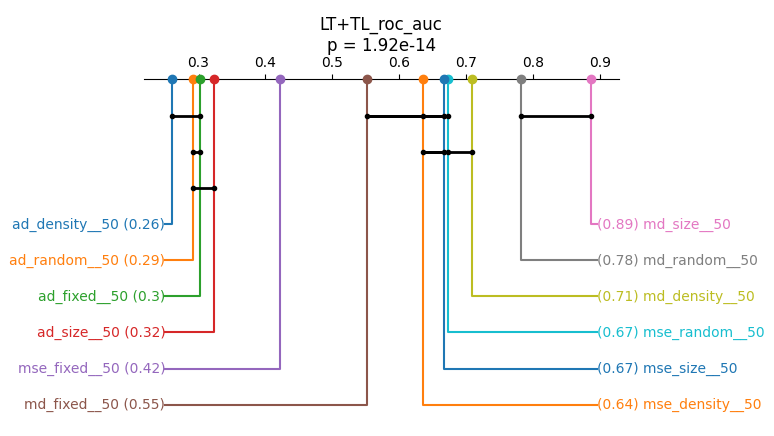 LT+TL_roc_auc
p = 1.92e-14
0.3 0.4 0.5 0.6 0.7 0.8 0.9
ad_density__50 (0.26)
ad_random__50 (0.29)
ad_fixed__50 (0.3)
ad_size__50 (0.32)
mse_fixed__50 (0.42)
md_fixed__50 (0.55)
(0.89) md_size__50
(0.78) md_random__50
(0.71) md_density__50
(0.67) mse_random__50
(0.67) mse_size__50
(0.64) mse_density__50